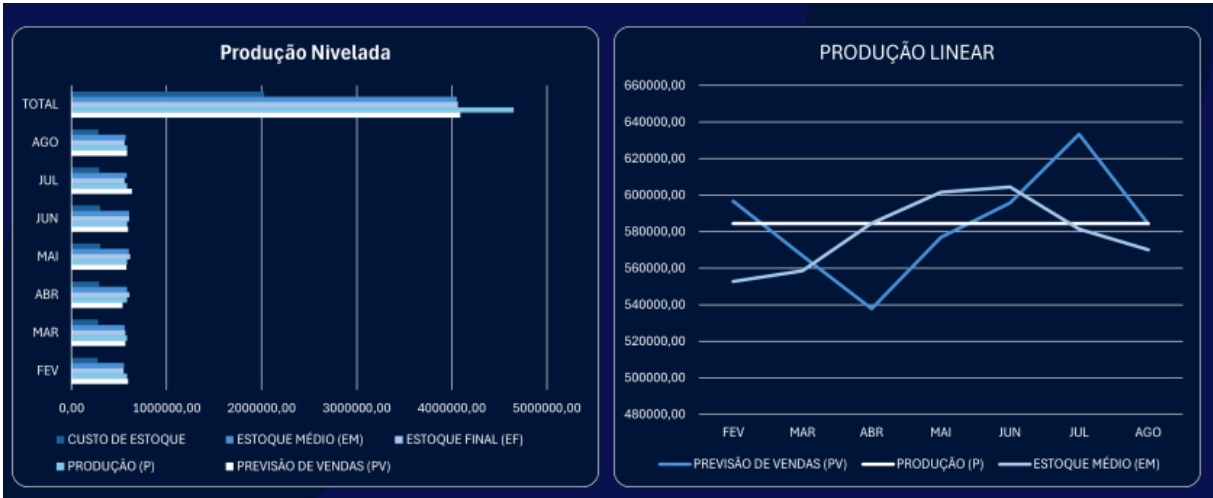 Produção Nivelada
TOTAL
AGO
JUL
JUN
MAI
ABR
MAR
FEV
0,00 1000000,00 2000000,00 3000000,00 4000000,00 5000000,00
CUSTO DE ESTOQUE ESTOQUE MÉDIO (EM) ESTOQUE FINAL (EF)
PRODUÇÃO (P) PREVISÃO DE VENDAS (PV)
PRODUÇÃO LINEAR
660000,00
640000,00
620000,00
600000,00
580000,00
560000,00
540000,00
520000,00
500000,00
480000,00
FEV MAR ABR MAI JUN JUL AGO
PREVISÃO DE VENDAS (PV) PRODUÇÃO (P) ESTOQUE MÉDIO (EM)